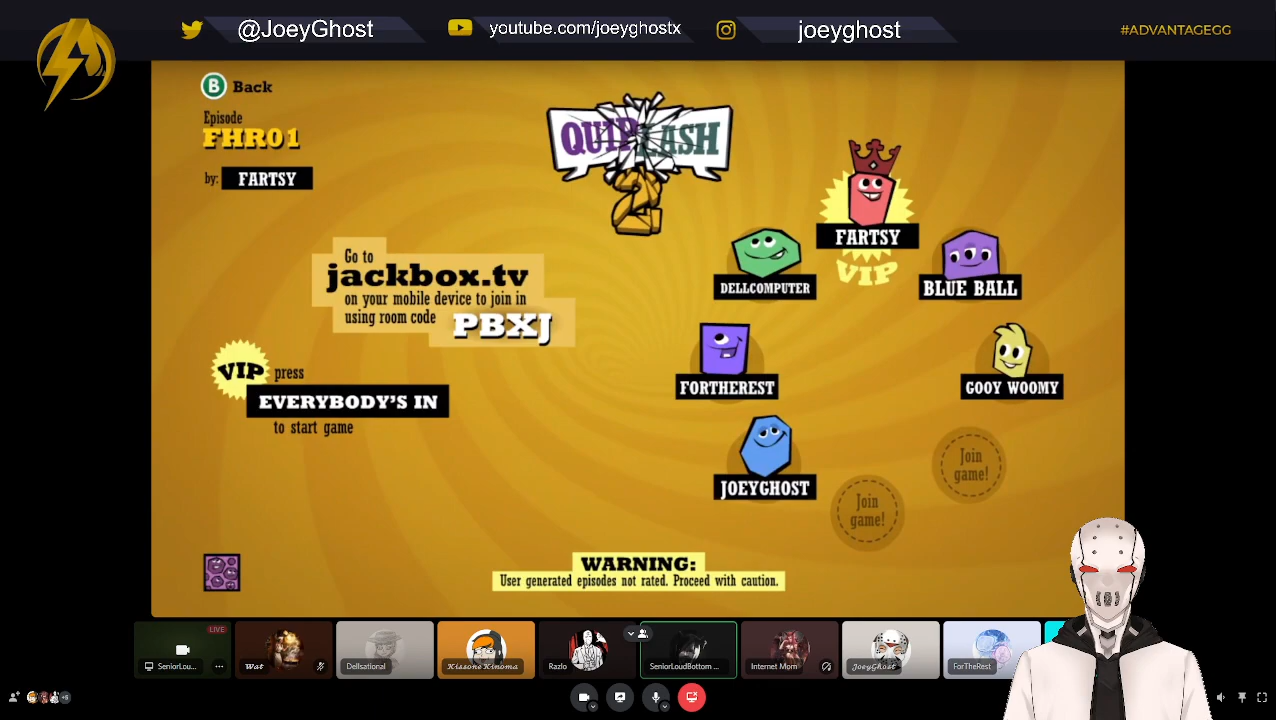 @JoeyGhost
youtube.com/joeyghostx
joeyghost
#ADVANTAGEGG
B Back
Episode
FHR01
by: FARTSY
QUIPLASH
2
Go to
jackbox.tv
on your mobile device to join in
using room code PBXJ
VIP press
EVERYBODY'S IN
to start game
FARTSY
VIP
DELLCOMPUTER
BLUE BALL
FORTHEREST
GOOY WOOMY
JOEYGHOST
Join
game!
Join
game!
WARNING:
User generated episodes not rated. Proceed with caution.
LIVE
SeniorLou...
Wat
Dellsational
Kissone Kinoma
Razlo
SeniorLoudBottom ...
Internet Mom
JoeyGhost
ForTheRest